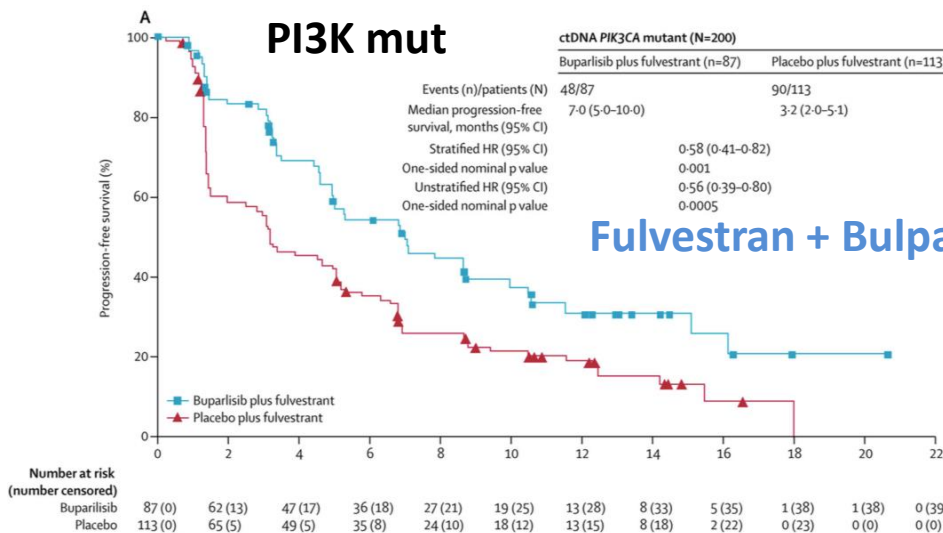 A
PI3K mut
ctDNA PIK3CA mutant (N=200)
Buparlisib plus fulvestrant (n=87) Placebo plus fulvestrant (n=113)
Events (n)/patients (N) 48/87 90/113
Median progression-free survival, months (95% CI) 7·0 (5·0–10·0) 3·2 (2·0–5·1)
Stratified HR (95% CI) 0·58 (0·41–0·82)
One-sided nominal p value 0·001
Unstratified HR (95% CI) 0·56 (0·39–0·80)
One-sided nominal p value 0·0005
Fulvestran + Bulpa
Progression-free survival (%)
100
80
60
40
20
0
Buparlisib plus fulvestrant
Placebo plus fulvestrant
0 2 4 6 8 10 12 14 16 18 20 22
Number at risk
(number censored)
Buparilisib 87 (0) 62 (13) 47 (17) 36 (18) 27 (21) 19 (25) 13 (28) 8 (33) 5 (35) 1 (38) 1 (38) 0 (39
Placebo 113 (0) 65 (5) 49 (5) 35 (8) 24 (10) 18 (12) 13 (15) 8 (18) 2 (22) 0 (23) 0 (0) 0 (0)